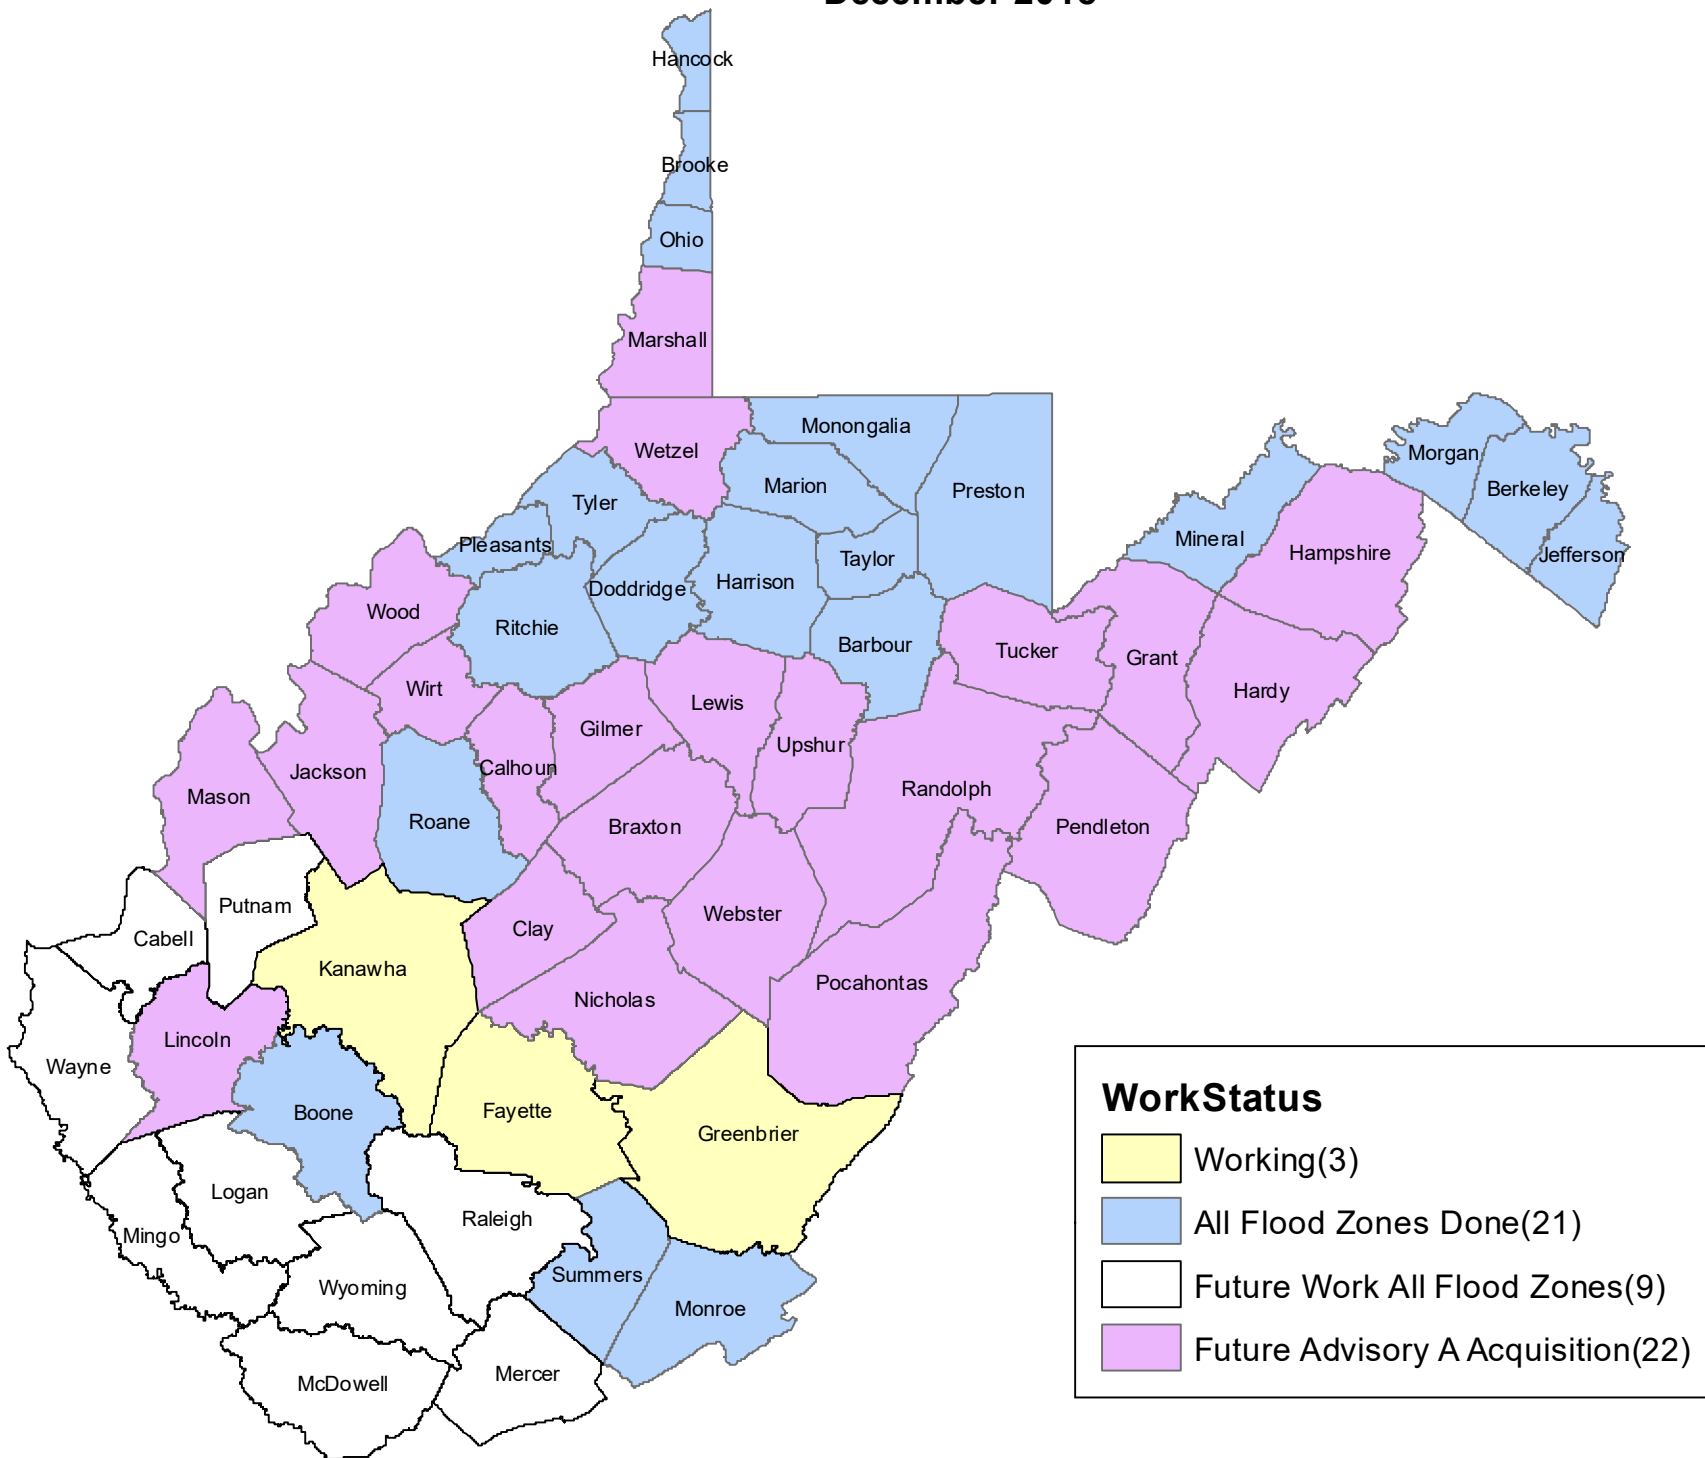 Hancock
Brooke
Ohio
Marshall
Wetzel
Monongalia
Marion
Preston
Tyler
Pleasants
Doddridge
Harrison
Taylor
Ritchie
Barbour
Wood
Wirt
Mineral
Hampshire
Morgan
Berkeley
Jefferson
Tucker
Grant
Hardy
Lewis
Gilmer
Upshur
Calhoun
Jackson
Mason
Roane
Braxton
Randolph
Pendleton
Putnam
Cabell
Kanawha
Clay
Webster
Nicholas
Pocahontas
Lincoln
Wayne
Boone
Fayette
Greenbrier
Logan
Mingo
Raleigh
Wyoming
Summers
Monroe
McDowell
Mercer
WorkStatus
Working(3)
All Flood Zones Done(21)
Future Work All Flood Zones(9)
Future Advisory A Acquisition(22)